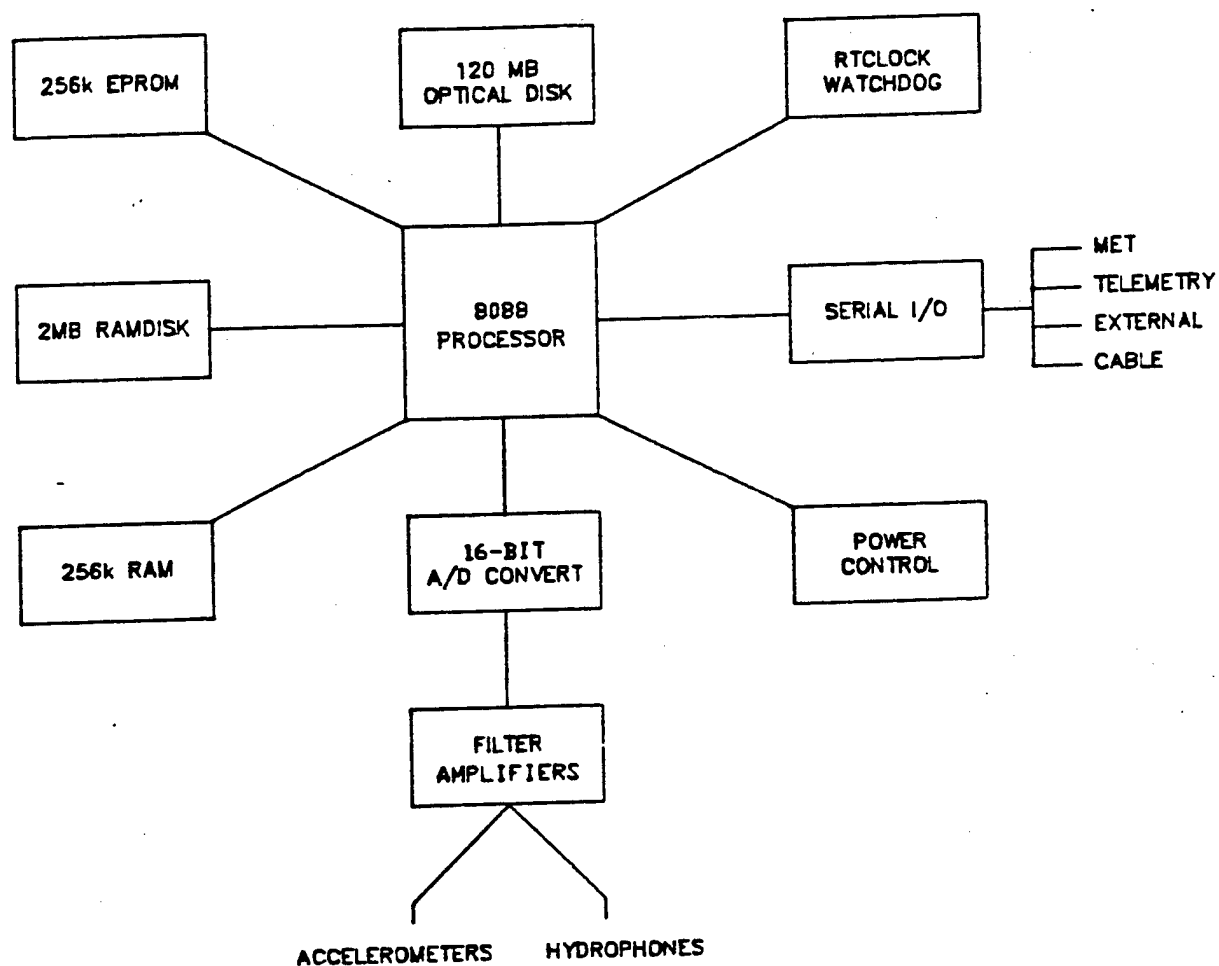 256k EPROM
120 MB
OPTICAL DISK
RTCLOCK
WATCHDOG
2MB RAMDISK
8088
PROCESSOR
SERIAL I/O
MET
TELEMETRY
EXTERNAL
CABLE
256k RAM
16-BIT
A/D CONVERT
POWER
CONTROL
FILTER
AMPLIFIERS
ACCELEROMETERS
HYDROPHONES